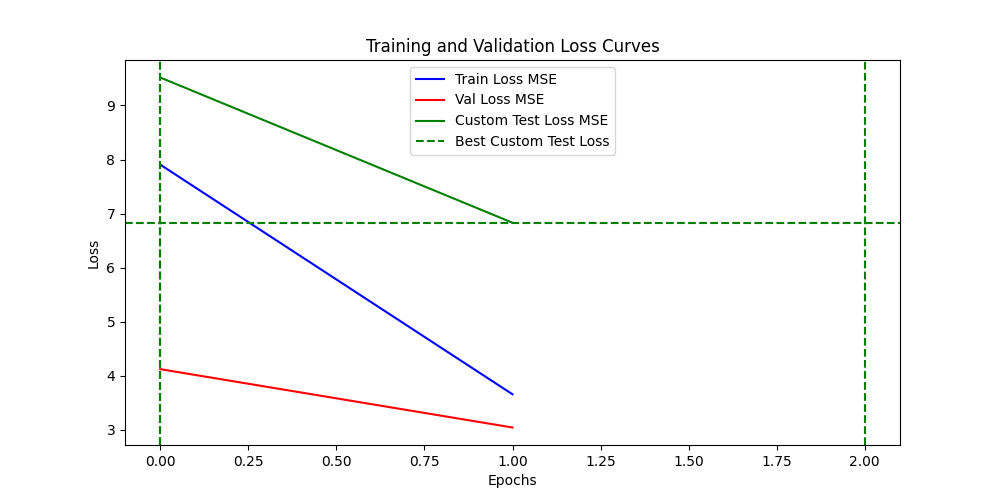 Training and Validation Loss Curves
Train Loss MSE
Val Loss MSE
Custom Test Loss MSE
Best Custom Test Loss
Loss
9
8
7
6
5
4
3
0.00 0.25 0.50 0.75 1.00 1.25 1.50 1.75 2.00
Epochs